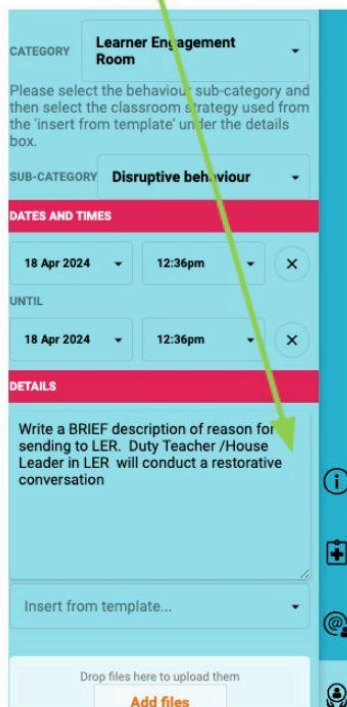 CATEGORY
Learner Engagement
Room
Please select the behaviour sub-category and
then select the classroom strategy used from
the 'insert from template' under the details
box.
SUB-CATEGORY Disruptive behaviour
DATES AND TIMES
18 Apr 2024 12:36pm
UNTIL
18 Apr 2024 12:36pm
DETAILS
Write a BRIEF description of reason for
sending to LER. Duty Teacher /House
Leader in LER will conduct a restorative
conversation
Insert from template...
Drop files here to upload them
Add files